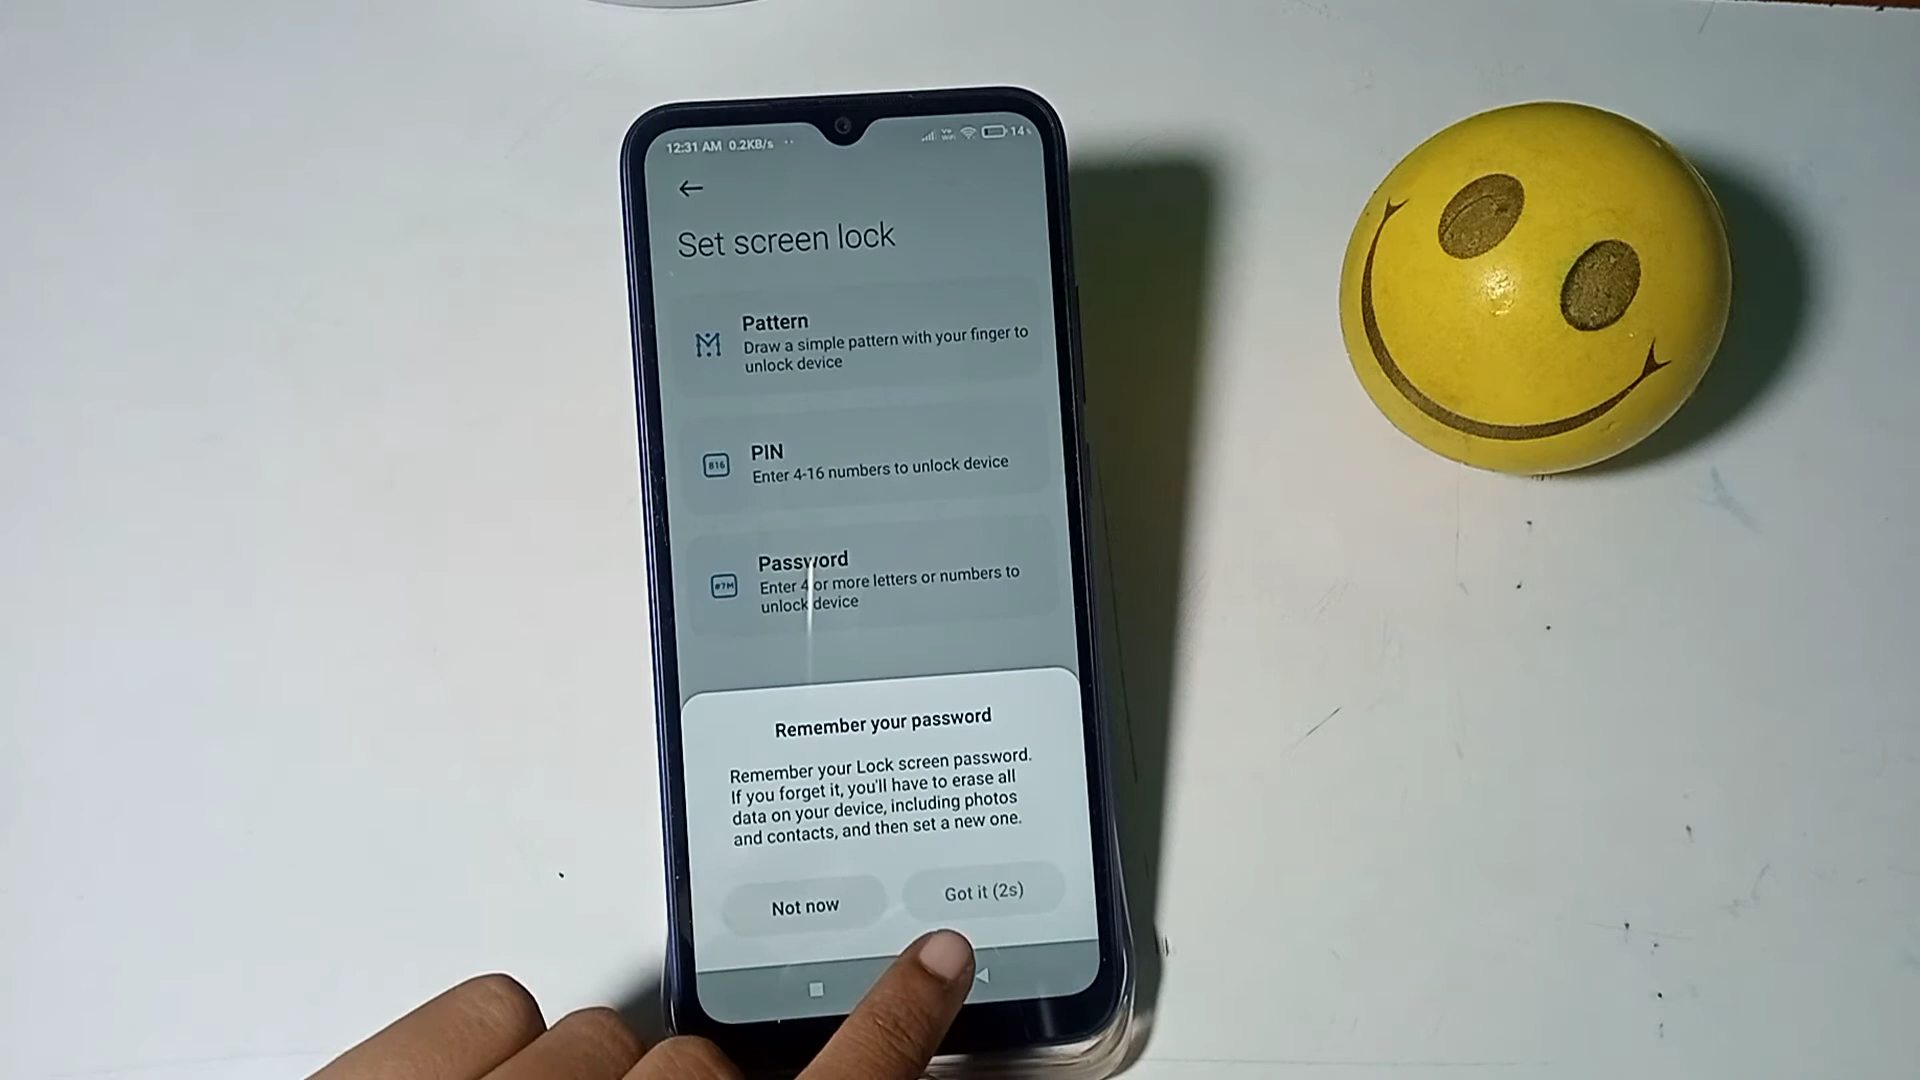 12:31 AM 0.2KB/s
14
Set screen lock
Pattern
Draw a simple pattern with your finger to
unlock device
PIN
Enter 4-16 numbers to unlock device
Password
Enter 4 or more letters or numbers to
unlock device
Remember your password
Remember your Lock screen password.
If you forget it, you'll have to erase all
data on your device, including photos
and contacts, and then set a new one.
Not now
Got it (2s)